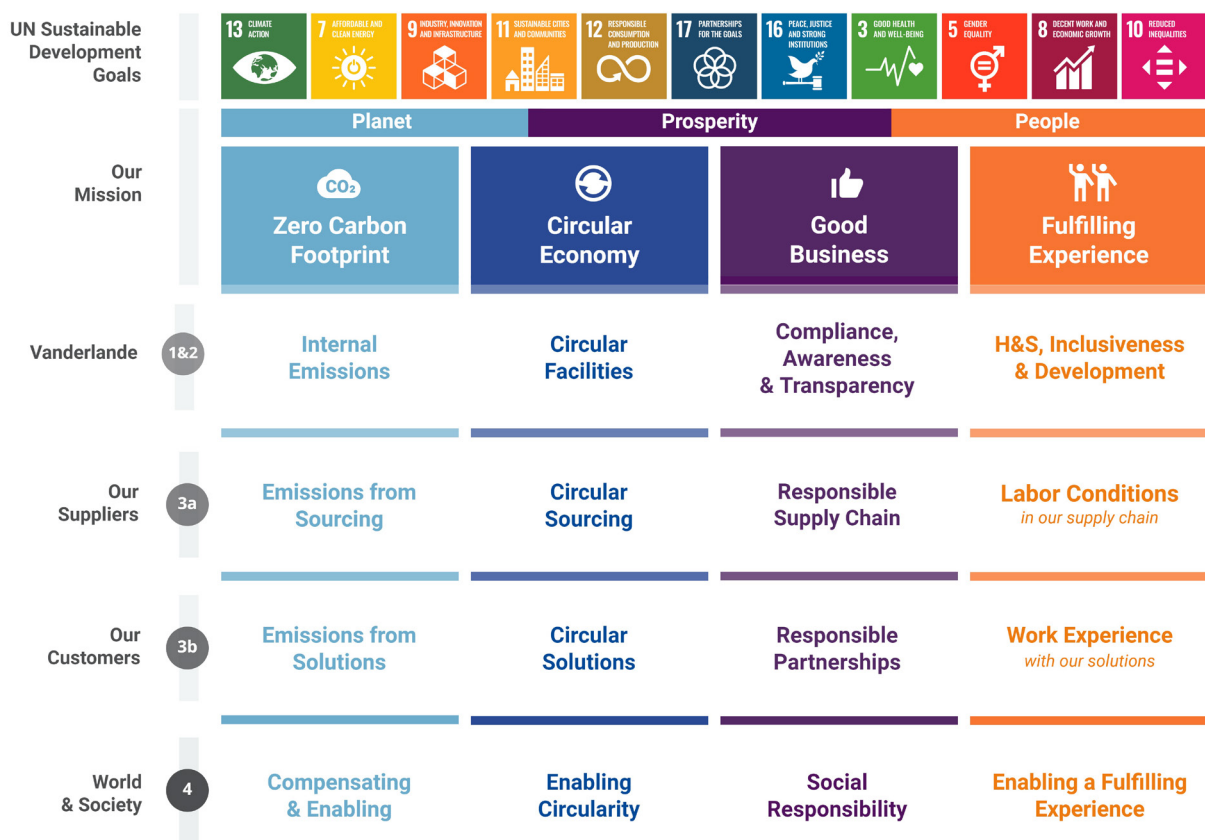 UN Sustainable
Development
Goals
13 CLIMATE
ACTION
7 AFFORDABLE AND
CLEAN ENERGY
9 INDUSTRY, INNOVATION
AND INFRASTRUCTURE
11 SUSTAINABLE CITIES
AND COMMUNITIES
12 RESPONSIBLE
CONSUMPTION
AND PRODUCTION
17 PARTNERSHIPS
FOR THE GOALS
16 PEACE, JUSTICE
AND STRONG
INSTITUTIONS
3 GOOD HEALTH
AND WELL-BEING
5 GENDER
EQUALITY
8 DECENT WORK AND
ECONOMIC GROWTH
10 REDUCED
INEQUALITIES
Planet
Prosperity
People
Our
Mission
CO₂
Zero Carbon
Footprint
Circular
Economy
Good
Business
Fulfilling
Experience
Vanderlande
1&2
Internal
Emissions
Circular
Facilities
Compliance,
Awareness
& Transparency
H&S, Inclusiveness
& Development
Our
Suppliers
3a
Emissions from
Sourcing
Circular
Sourcing
Responsible
Supply Chain
Labor Conditions
in our supply chain
Our
Customers
3b
Emissions from
Solutions
Circular
Solutions
Responsible
Partnerships
Work Experience
with our solutions
World
& Society
4
Compensating
& Enabling
Enabling
Circularity
Social
Responsibility
Enabling a Fulfilling
Experience